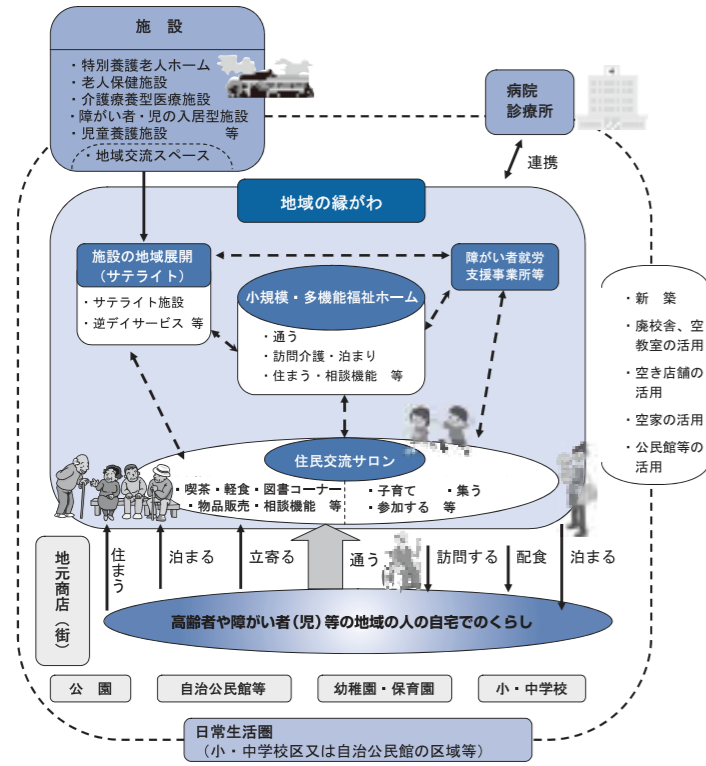 施　設
・特別養護老人ホーム
・老人保健施設
・介護療養型医療施設
・障がい者・児の入居型施設
・児童養護施設　　等
・地域交流スペース
病院
診療所
連携
地域の縁がわ
施設の地域展開
（サテライト）
・サテライト施設
・逆デイサービス 等
障がい者就労
支援事業所等
小規模・多機能福祉ホーム
・通う
・訪問介護・泊まり
・住まう・相談機能　等
・新　築
・廃校舎、空
教室の活用
・空き店舗の
活用
・空家の活用
・公民館等の
活用
住民交流サロン
喫茶・軽食・図書コーナー
・物品販売・相談機能　等
・子育て　・集う
・参加する　等
地元商店（街）
住まう
泊まる
立寄る
通う
訪問する
配食
泊まる
高齢者や障がい者（児）等の地域の人の自宅でのくらし
公　園
自治公民館等
幼稚園・保育園
小・中学校
日常生活圏
（小・中学校区又は自治公民館の区域等）